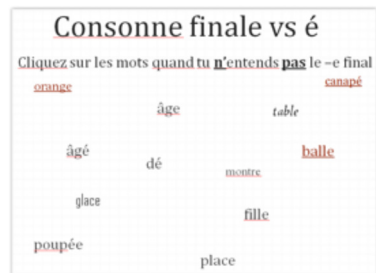 Consonne finale vs é
Cliquez sur les mots quand tu n'entends pas le –e final
orange
canapé
âge
table
âgé
dé
balle
montre
glace
fille
poupée
place